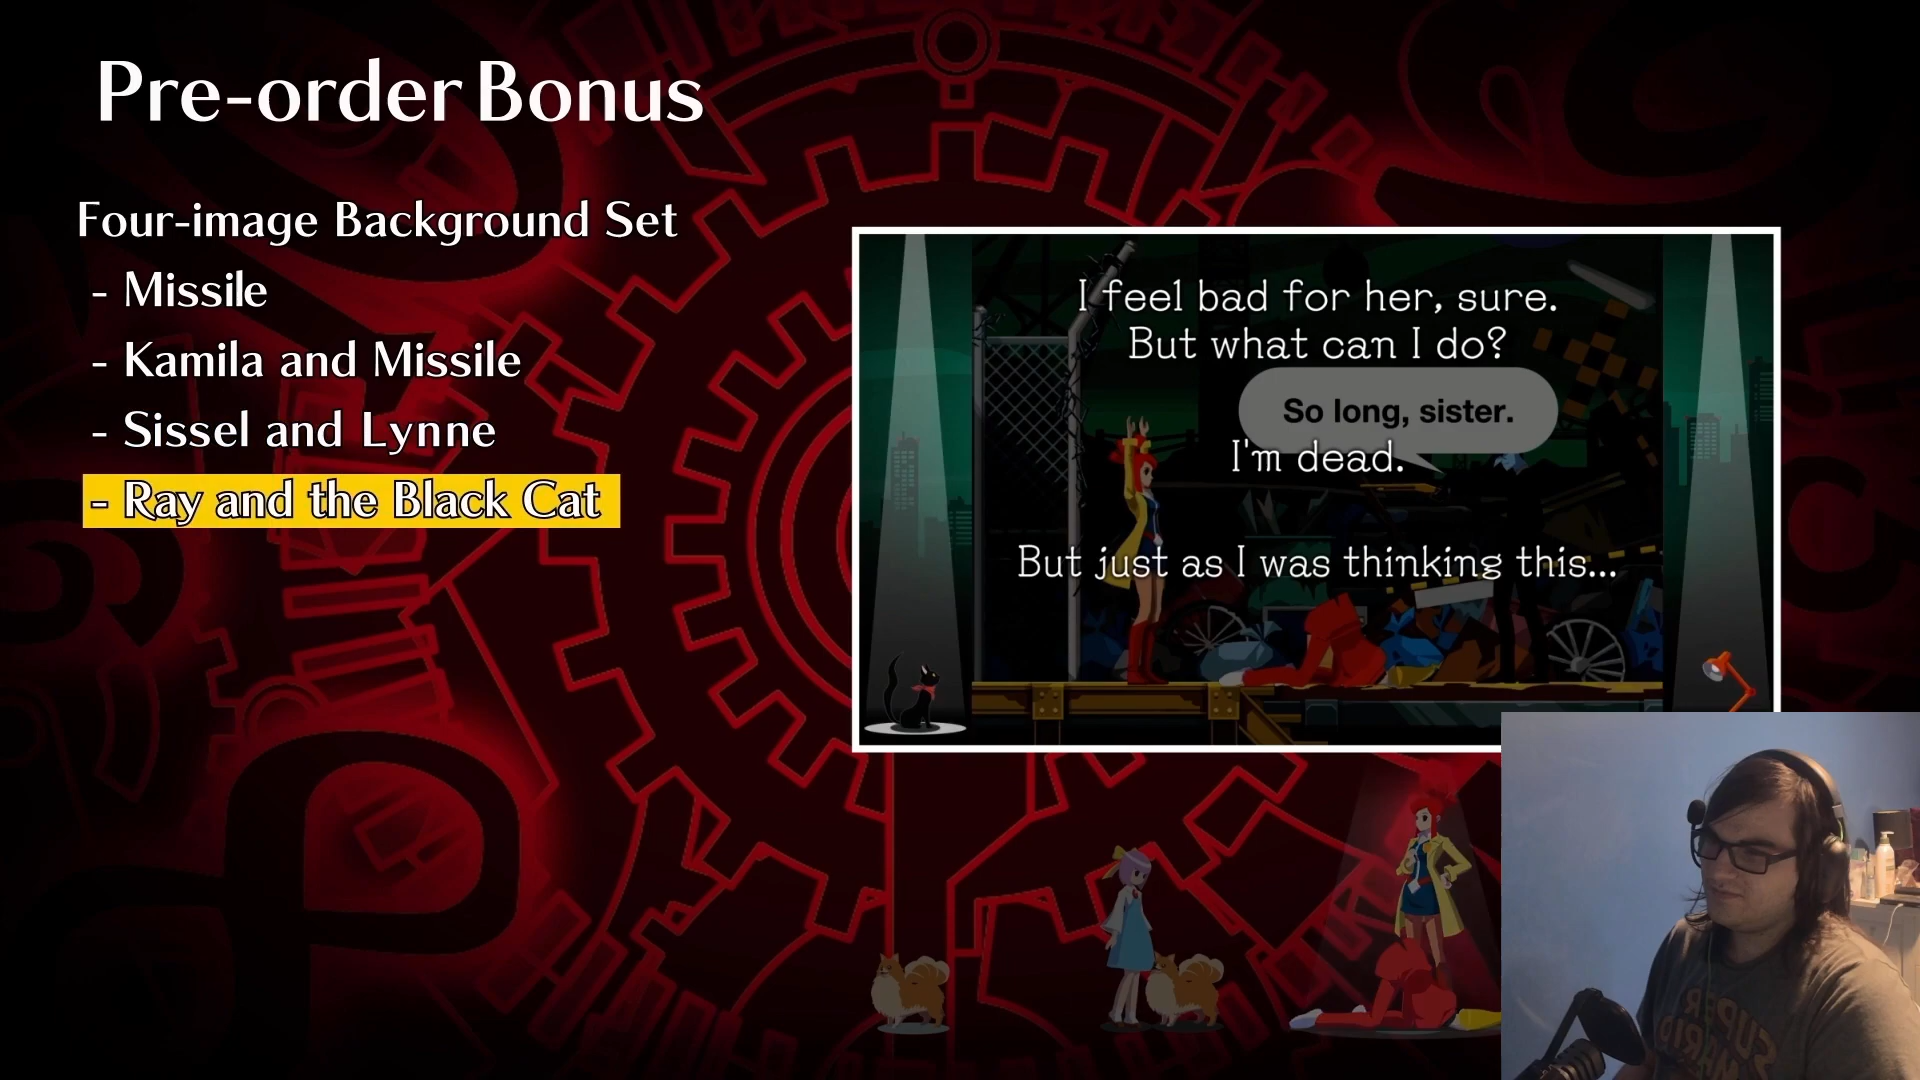 Pre-order Bonus
Four-image Background Set
- Missile
- Kamila and Missile
- Sissel and Lynne
- Ray and the Black Cat
I feel bad for her, sure.
But what can I do?
So long, sister.
I'm dead.
But just as I was thinking this...
SUPER
MARIO